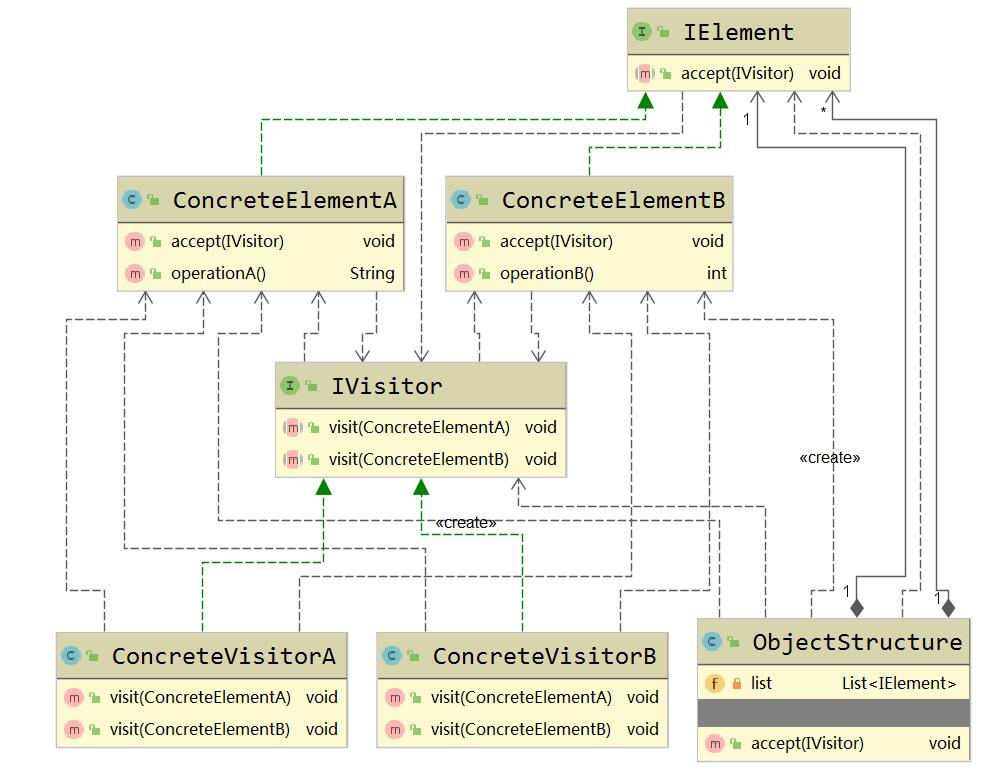 IElement
accept(IVisitor) void
1
*
ConcreteElementA
accept(IVisitor) void
operationA() String
ConcreteElementB
accept(IVisitor) void
operationB() int
IVisitor
visit(ConcreteElementA) void
visit(ConcreteElementB) void
«create»
«create»
1
1
ConcreteVisitorA
visit(ConcreteElementA) void
visit(ConcreteElementB) void
ConcreteVisitorB
visit(ConcreteElementA) void
visit(ConcreteElementB) void
ObjectStructure
list List<IElement>
accept(IVisitor) void